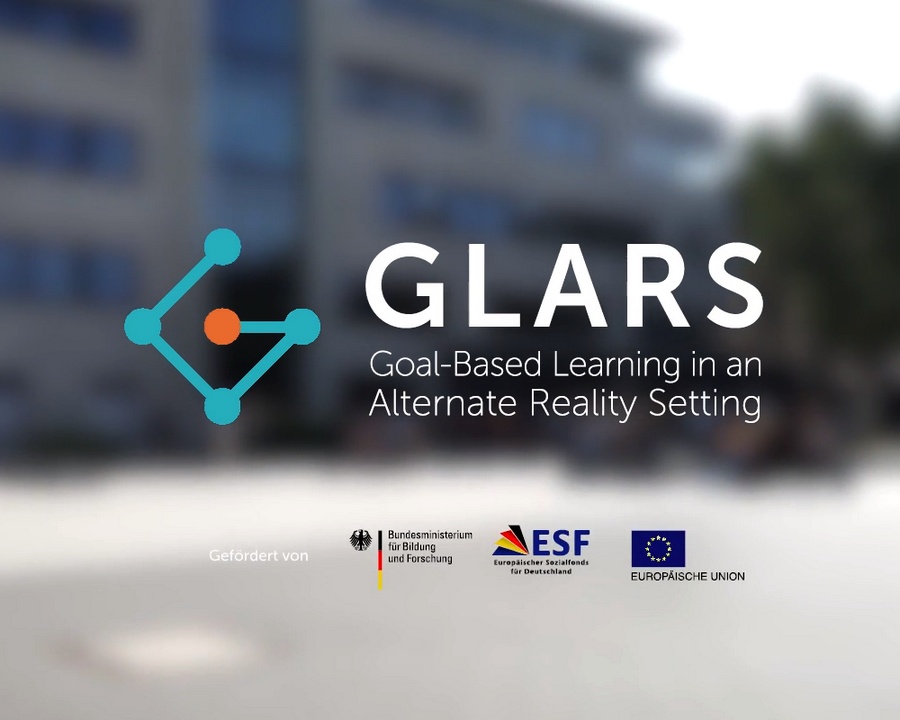 GLARS
Goal-Based Learning in an
Alternate Reality Setting
Gefördert von
Bundesministerium
für Bildung
und Forschung
ESF
Europäischer Sozialfonds
für Deutschland
EUROPÄISCHE UNION